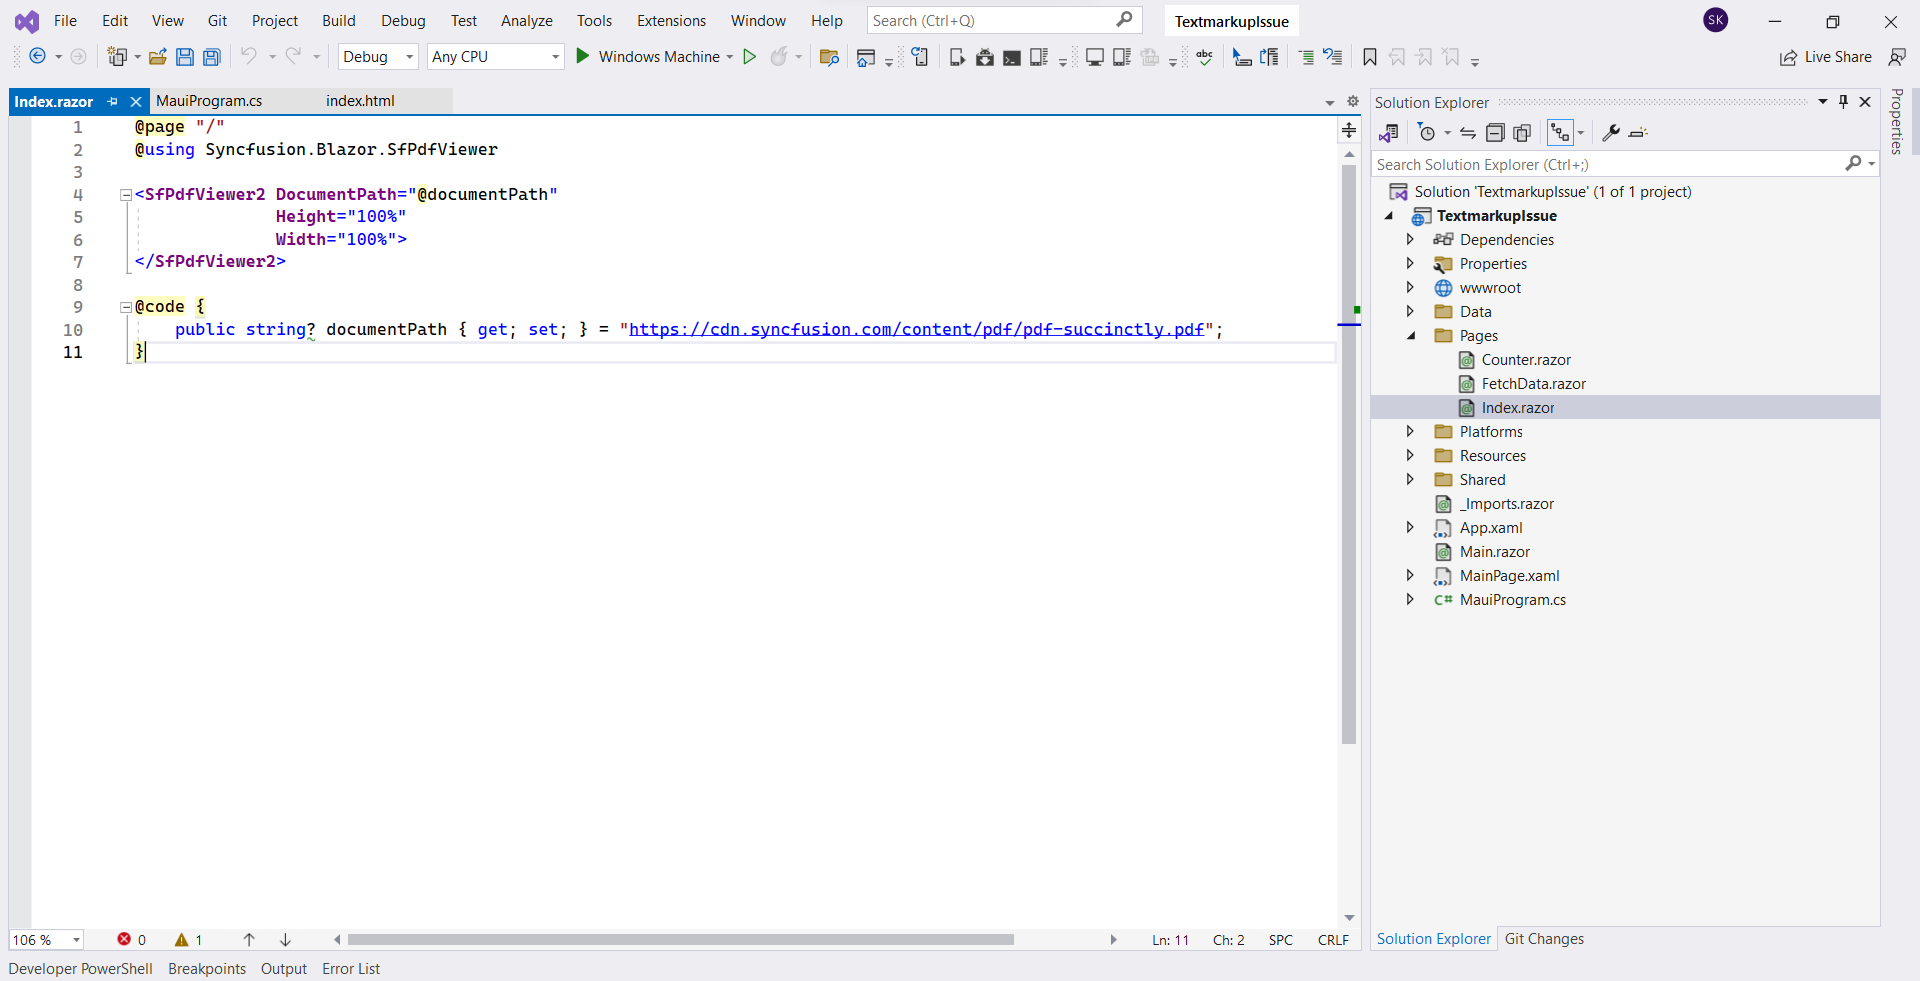 File Edit View Git Project Build Debug Test Analyze Tools Extensions Window Help Search (Ctrl+Q) TextmarkupIssue SK
Debug Any CPU Windows Machine abc Live Share
Index.razor MauiProgram.cs index.html
1 @page "/"
2 @using Syncfusion.Blazor.SfPdfViewer
3
4 <SfPdfViewer2 DocumentPath="@documentPath"
5 Height="100%"
6 Width="100%">
7 </SfPdfViewer2>
8
9 @code {
10 public string? documentPath { get; set; } = "https://cdn.syncfusion.com/content/pdf/pdf-succinctly.pdf";
11 }
106 % 0 1 Ln: 11 Ch: 2 SPC CRLF
Solution Explorer
Search Solution Explorer (Ctrl+;)
Solution 'TextmarkupIssue' (1 of 1 project)
TextmarkupIssue
Dependencies
Properties
wwwroot
Data
Pages
Counter.razor
FetchData.razor
Index.razor
Platforms
Resources
Shared
_Imports.razor
App.xaml
Main.razor
MainPage.xaml
C# MauiProgram.cs
Solution Explorer Git Changes
Properties
Developer PowerShell Breakpoints Output Error List